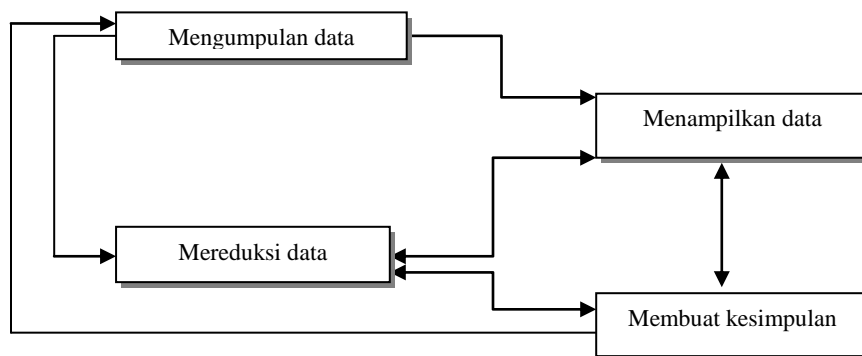 Mengumpulan data
Menampilkan data
Mereduksi data
Membuat kesimpulan